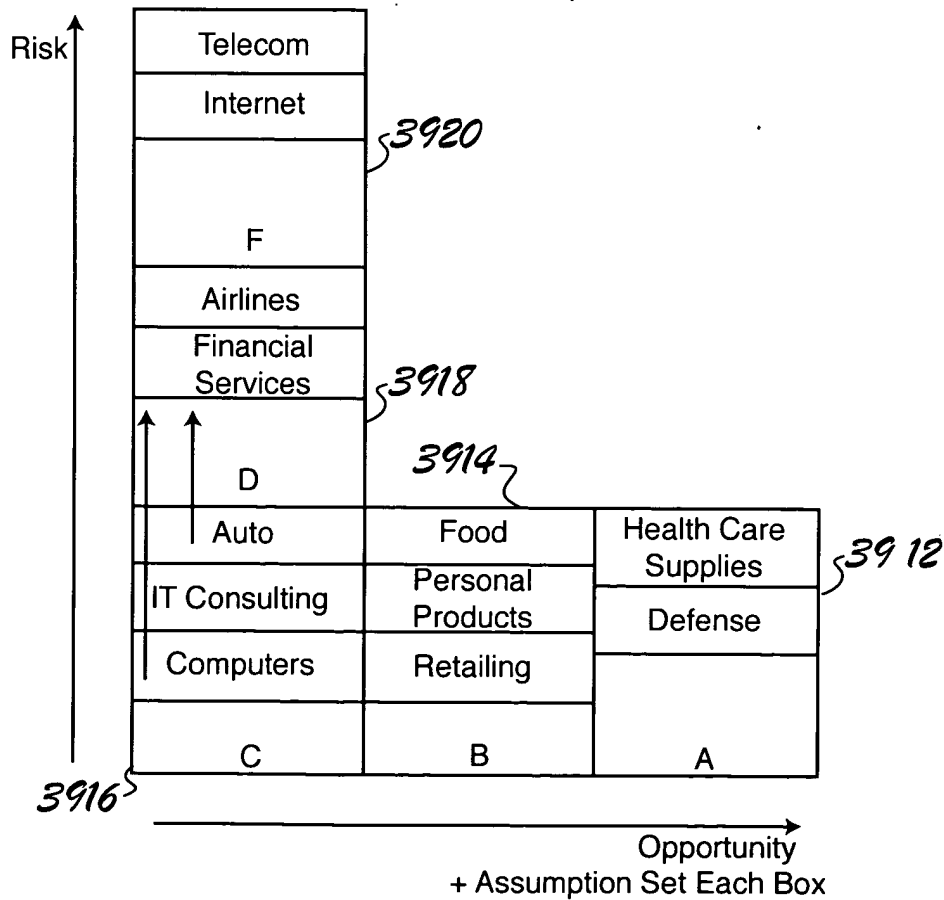 Risk
Telecom
Internet
3920
F
Airlines
Financial
Services
3918
D
3914
Auto
Food
Health Care
Supplies
3912
IT Consulting
Personal
Products
Defense
Computers
Retailing
C
B
A
3916
Opportunity
+ Assumption Set Each Box